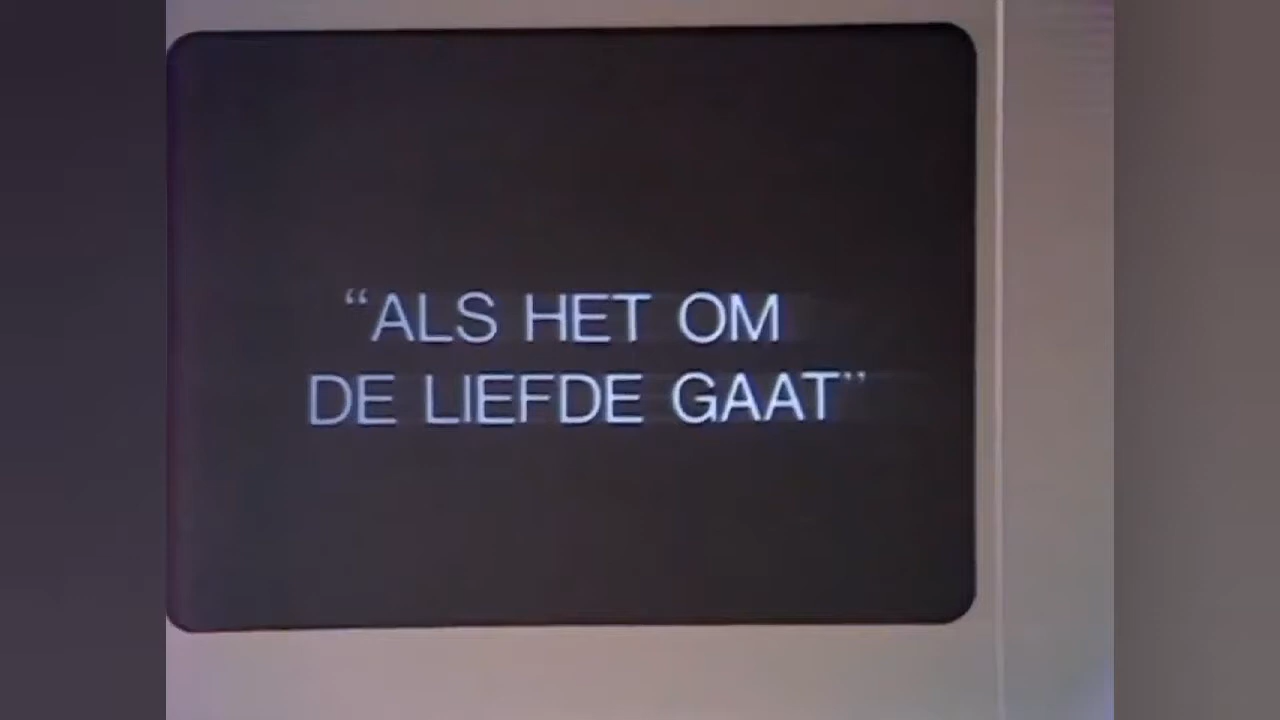 “ALS HET OM
DE LIEFDE GAAT”